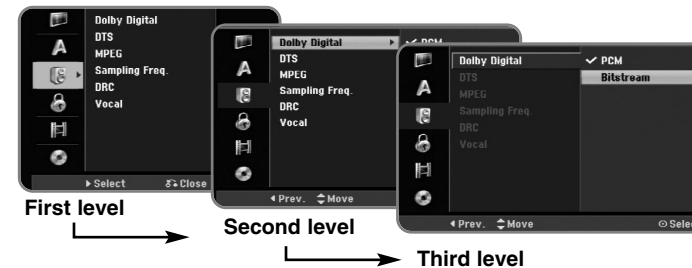 Dolby Digital
DTS
MPEG
Sampling Freq.
DRC
Vocal
Select Close
First level
Dolby Digital PCM
DTS
MPEG
Sampling Freq.
DRC
Vocal
Prev. Move
Second level
Dolby Digital PCM
DTS Bitstream
MPEG
Sampling Freq.
DRC
Vocal
Prev. Move Selec
Third level